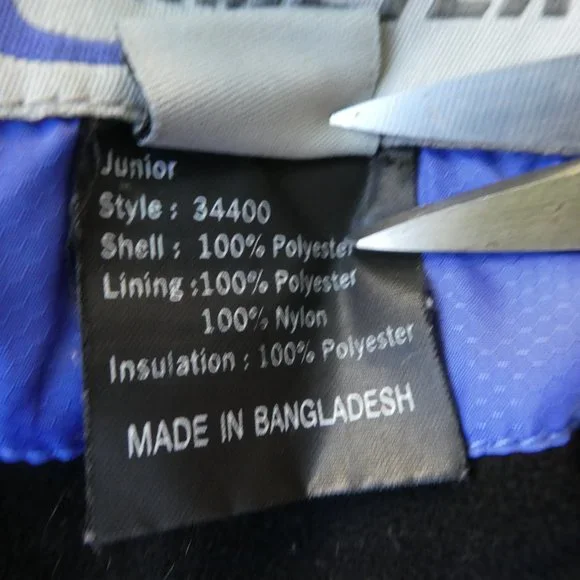 Junior
Style : 34400
Shell : 100% Polyester
Lining :100% Polyester
100% Nylon
Insulation : 100% Polyester
MADE IN BANGLADESH